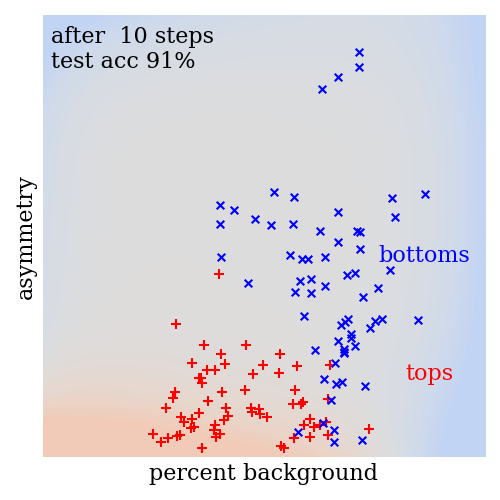 after  10 steps
test acc 91%
asymmetry
bottoms
tops
percent background